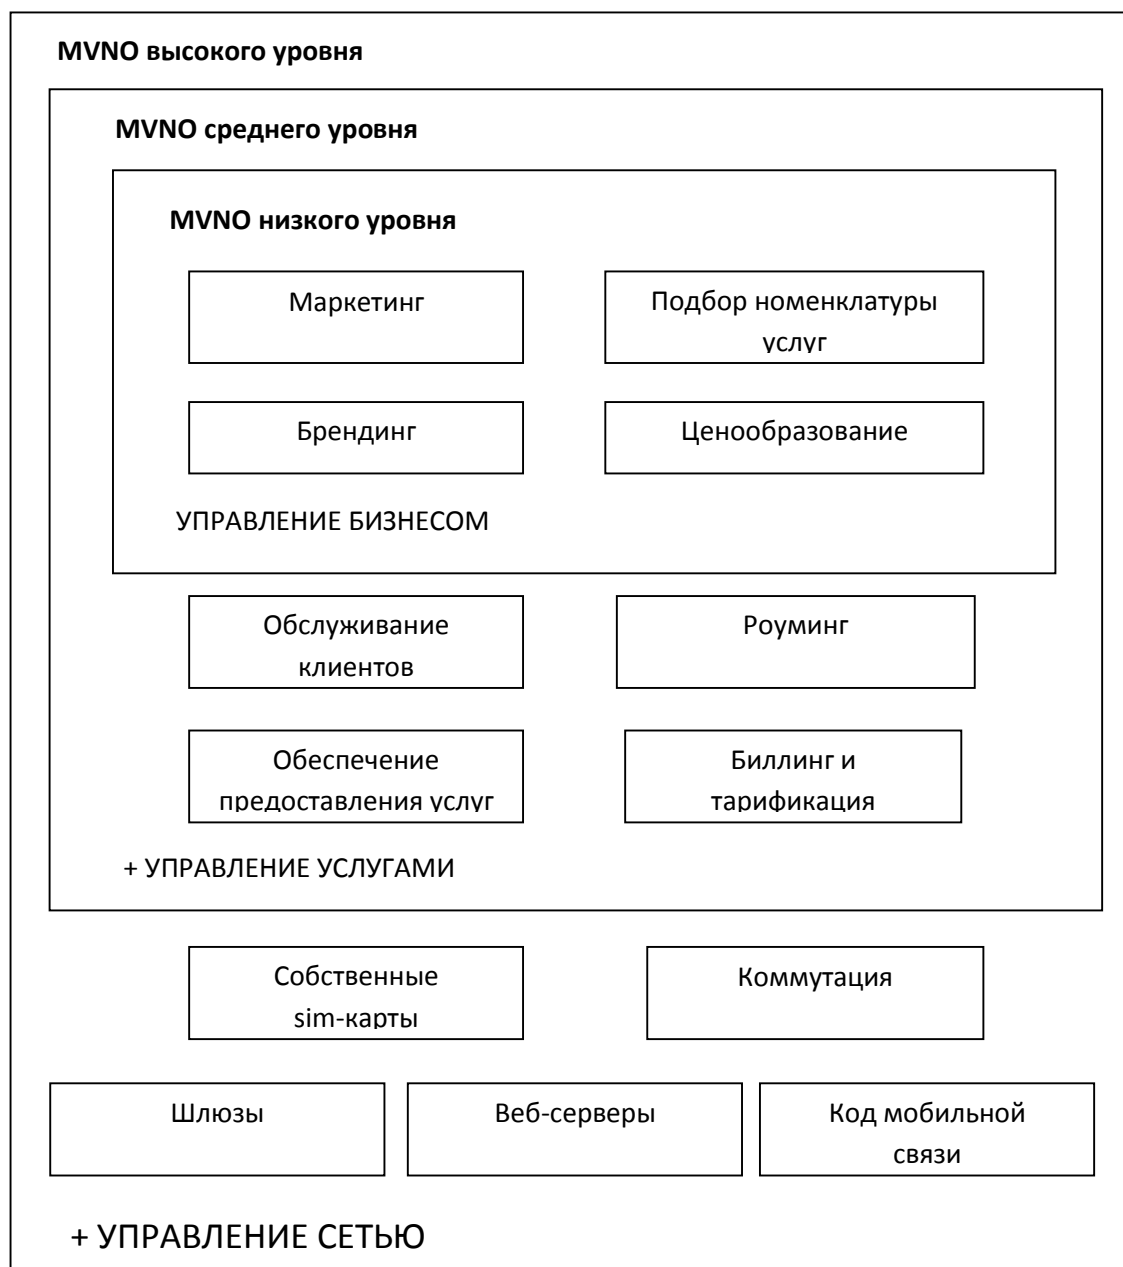 MVNO высокого уровня
MVNO среднего уровня
MVNO низкого уровня
Маркетинг
Подбор номенклатуры
услуг
Брендинг
Ценообразование
УПРАВЛЕНИЕ БИЗНЕСОМ
Обслуживание
клиентов
Роуминг
Обеспечение
предоставления услуг
Биллинг и
тарификация
+ УПРАВЛЕНИЕ УСЛУГАМИ
Собственные
sim-карты
Коммутация
Шлюзы
Веб-серверы
Код мобильной
связи
+ УПРАВЛЕНИЕ СЕТЬЮ